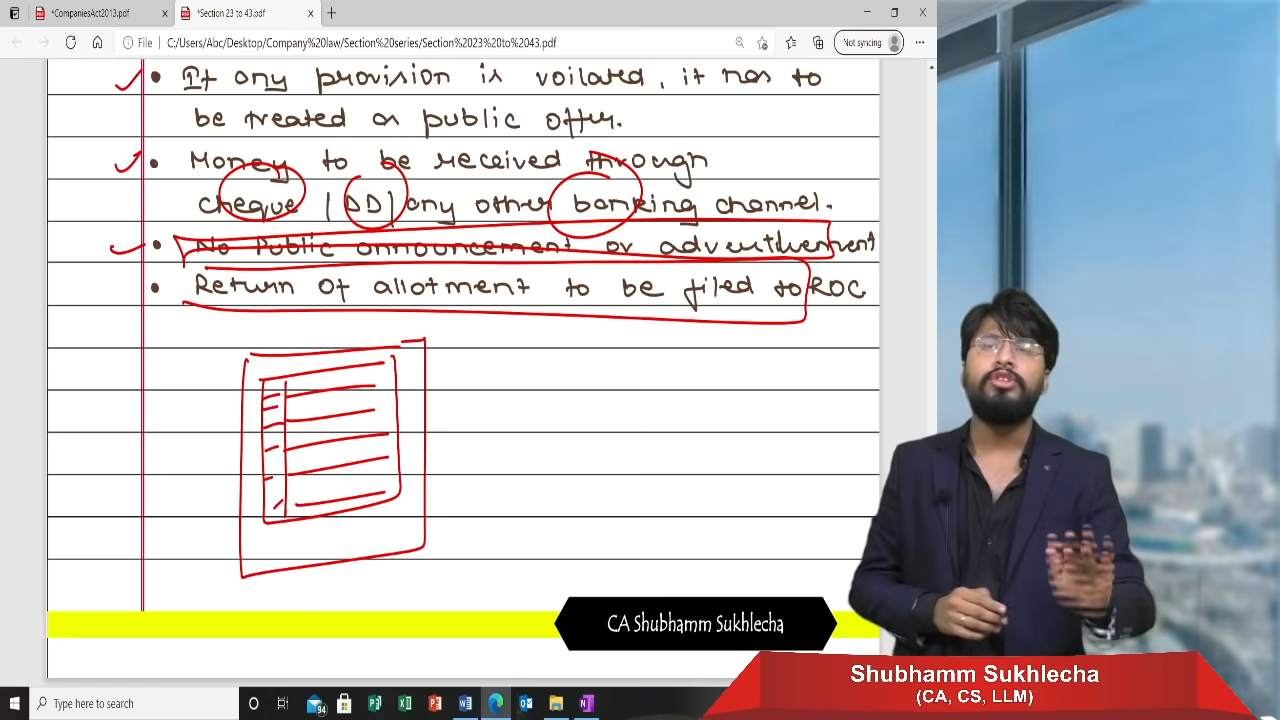 *CompaniesAct2013.pdf
*Section 23 to 43.pdf
File
C:/Users/Abc/Desktop/Company%20law/Section%20series/Section%2023%20to%2043.pdf
Not syncing
• If any provision is voilated, it has to
be treated as public offer.
• Money to be received through
cheque | DD | any other banking channel.
• No Public announcement or
• Return of allotment to be filed to ROC.
CA Shubhamm Sukhlecha
Shubhamm Sukhlecha
(CA, CS, LLM)
Type here to search
94